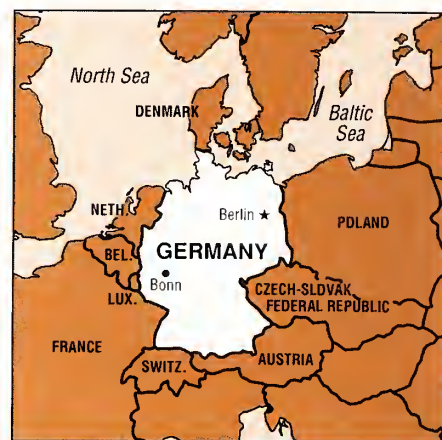 North Sea
DENMARK
Baltic
Sea
NETH.
Berlin
PDLAND
BEL.
GERMANY
Bonn
LUX.
CZECH-SLDVAK
FEDERAL REPUBLIC
FRANCE
SWITZ.
AUSTRIA